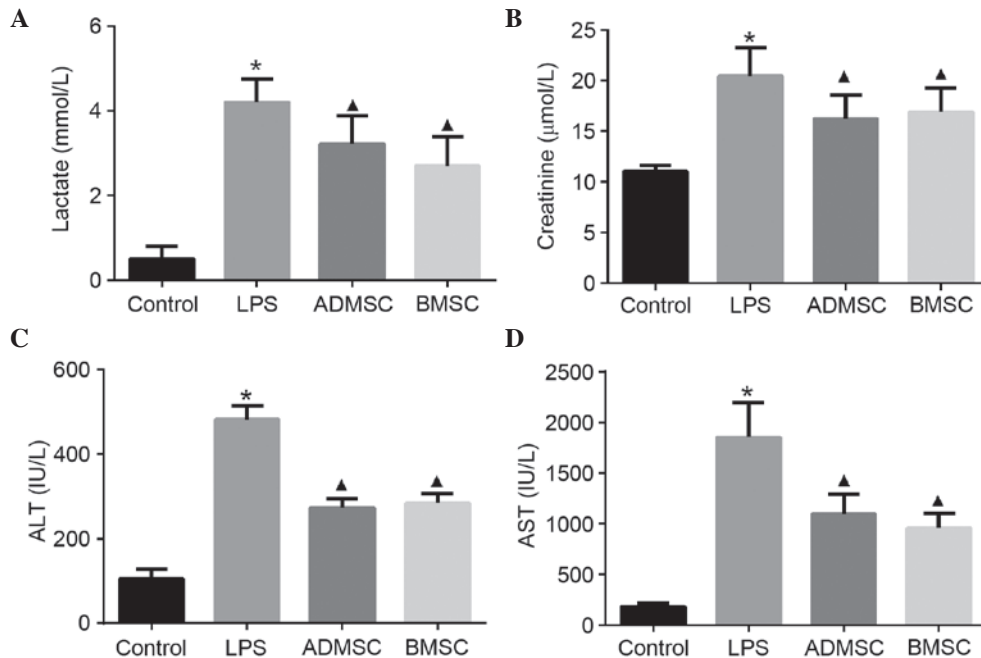 A
Lactate (mmol/L)
6
4
2
0
*
▲
▲
Control LPS ADMSC BMSC
B
Creatinine (µmol/L)
25
20
15
10
5
0
*
▲
▲
Control LPS ADMSC BMSC
C
ALT (IU/L)
600
400
200
0
*
▲
▲
Control LPS ADMSC BMSC
D
AST (IU/L)
2500
2000
1500
1000
500
0
*
▲
▲
Control LPS ADMSC BMSC